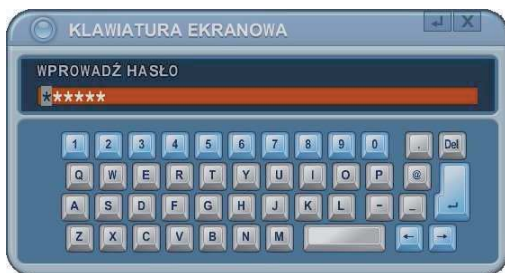 KLAWIATURA EKRANOWA
X
WPROWADŹ HASŁO
******
1 2 3 4 5 6 7 8 9 0 . Del
Q W E R T Y U I O P @
A S D F G H J K L - _
Z X C V B N M ← →